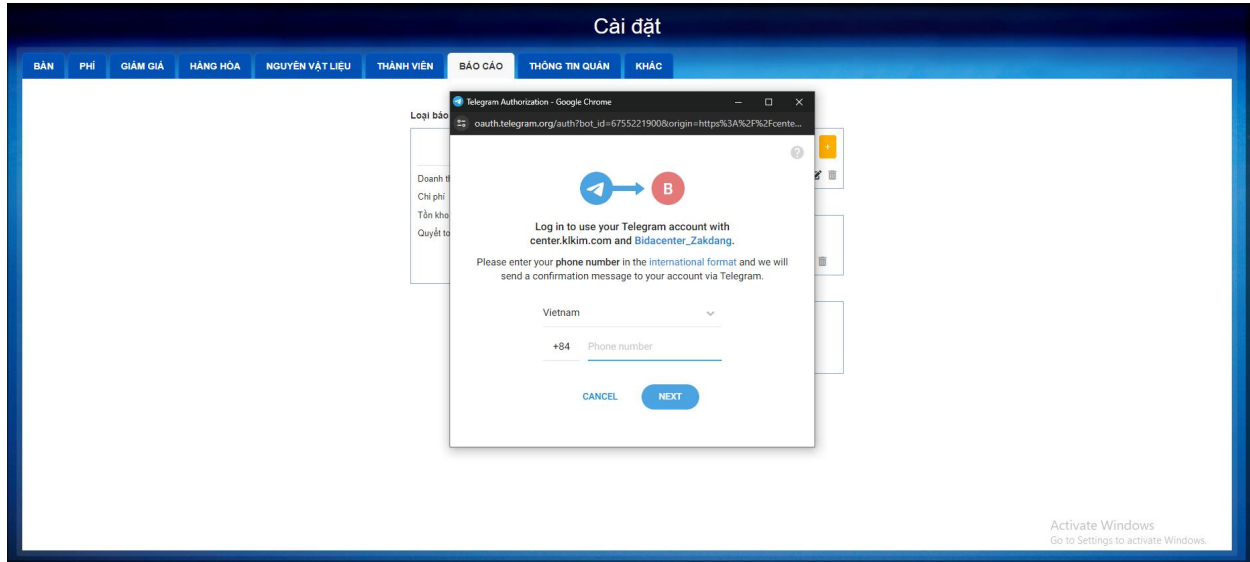 Cài đặt
BÀN PHÍ GIẢM GIÁ HÀNG HÓA NGUYÊN VẬT LIỆU THÀNH VIÊN BÁO CÁO THÔNG TIN QUÁN KHÁC
Telegram Authorization - Google Chrome
Loại báo
oauth.telegram.org/auth?bot_id=6755221900&origin=https%3A%2F%2Fcente...
+
?
Doanh th
B
Chi phí
Tồn kho
Log in to use your Telegram account with
Quyết to
center.klkim.com and Bidacenter_Zakdang.
Please enter your phone number in the international format and we will
send a confirmation message to your account via Telegram.
Vietnam
+84 Phone number
CANCEL NEXT
Activate Windows
Go to Settings to activate Windows.